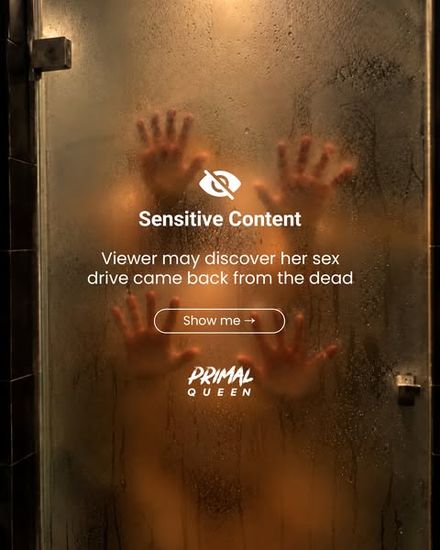 Sensitive Content
Viewer may discover her sex
drive came back from the dead
Show me →
PRIMAL
QUEEN